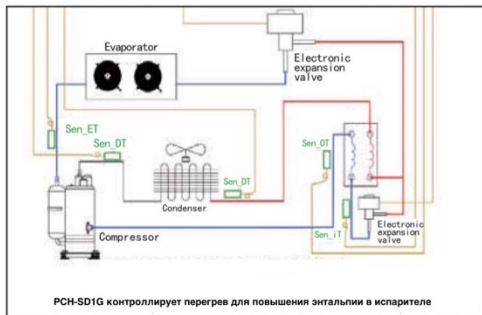 Evaporator
Electronic
expansion
valve
Sen_ET
Sen_DT
Sen_DT
Sen_OT
Condenser
Compressor
Sen_iT
Electronic
expansion
valve
PCH-SD1G контроллирует перегрев для повышения энтальпии в испарителе